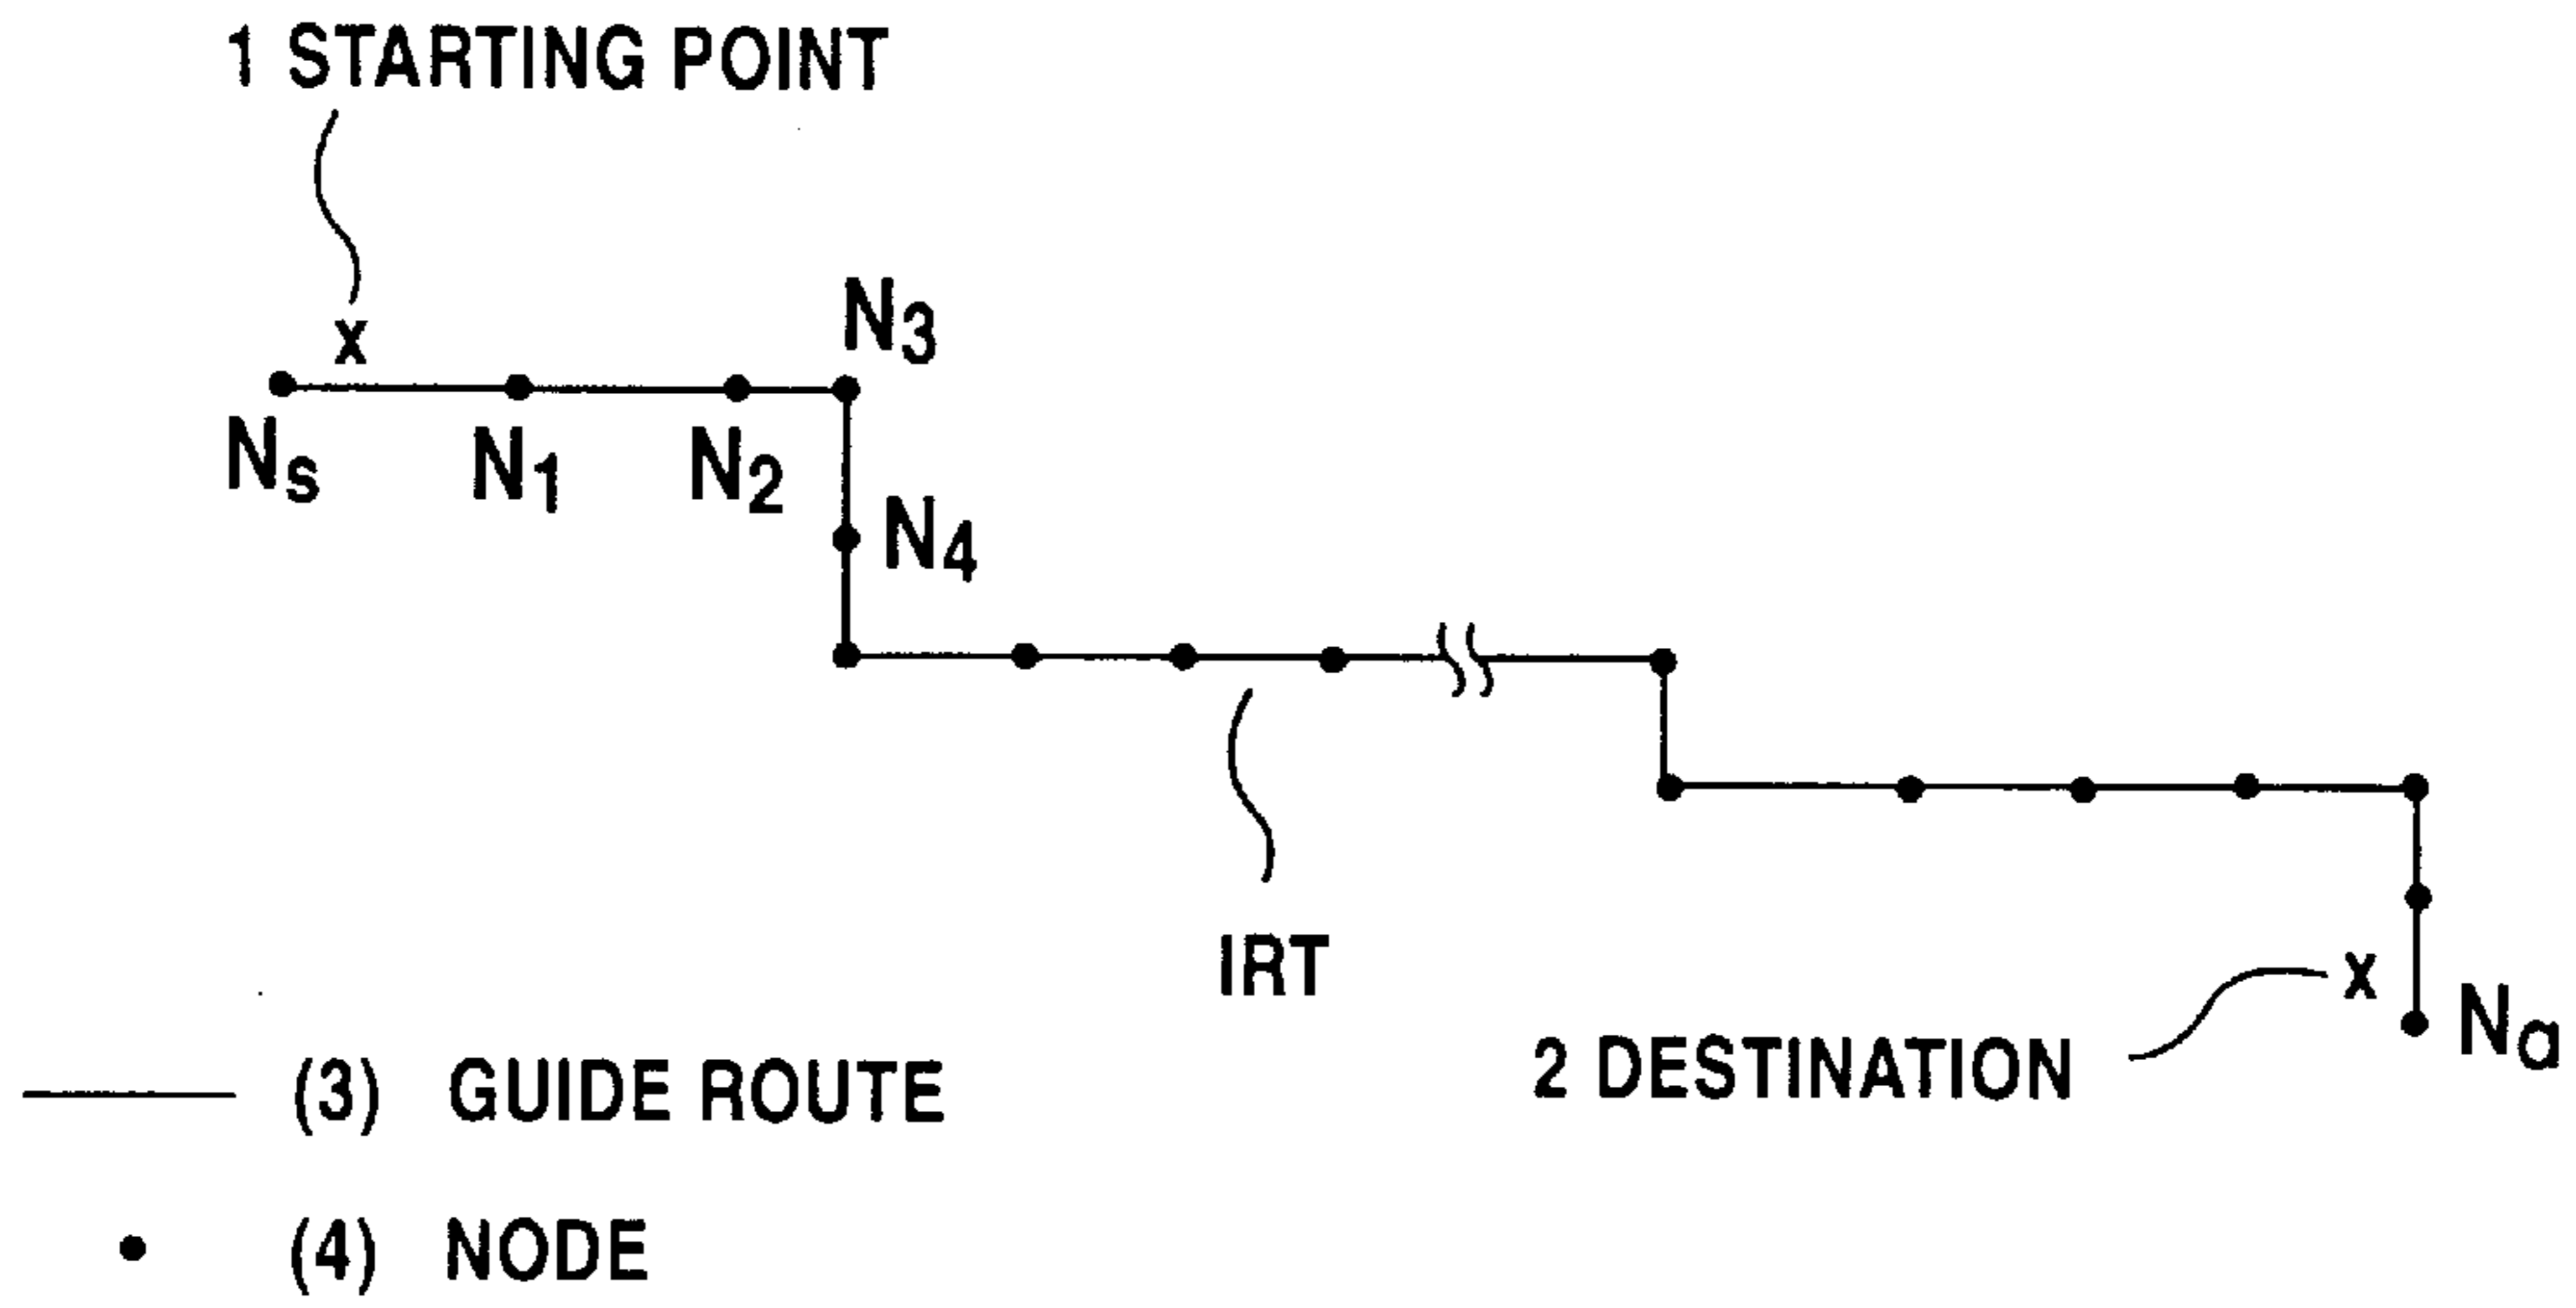 1 STARTING POINT
x
N3
Ns
N1
N2
N4
IRT
x
Na
2 DESTINATION
(3) GUIDE ROUTE
(4) NODE